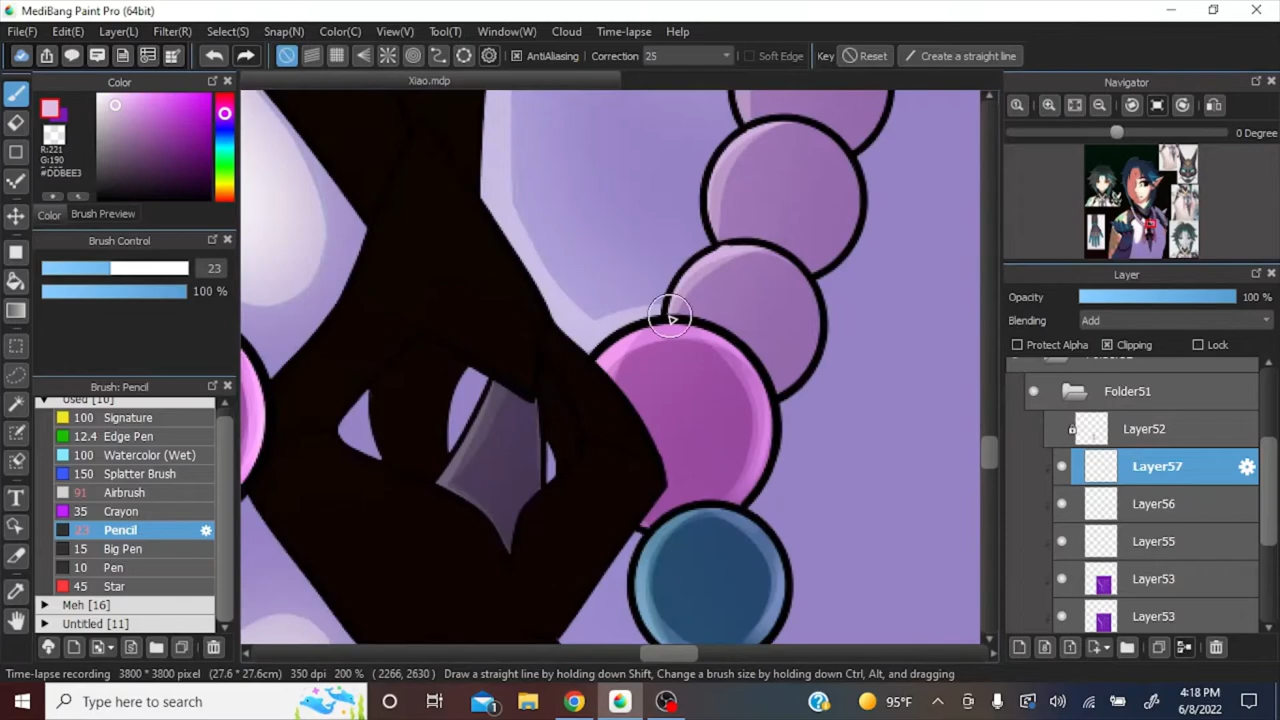 MediBang Paint Pro (64bit)
File(F) Edit(E) Layer(L) Filter(R) Select(S) Snap(N) Color(C) View(V) Tool(T) Window(W) Cloud Time-lapse Help
AntiAliasing Correction 25 Soft Edge Key Reset Create a straight line
Color
Xiao.mdp
Navigator
R:221
G:190
#DDBEE3
Color Brush Preview
0 Degree
Brush Control
23
100 %
Layer
Opacity 100 %
Blending Add
Protect Alpha Clipping Lock
Brush: Pencil
Used [10]
100 Signature
12.4 Edge Pen
100 Watercolor (Wet)
150 Splatter Brush
91 Airbrush
35 Crayon
23 Pencil
15 Big Pen
10 Pen
45 Star
Meh [16]
Untitled [11]
Folder51
Layer52
Layer57
Layer56
Layer55
Layer53
Layer53
Time-lapse recording 3800 * 3800 pixel (27.6 * 27.6cm) 350 dpi 200 % (2266, 2630) Draw a straight line by holding down Shift, Change a brush size by holding down Ctrl, Alt, and dragging
Type here to search
1
95°F
4:18 PM
6/8/2022